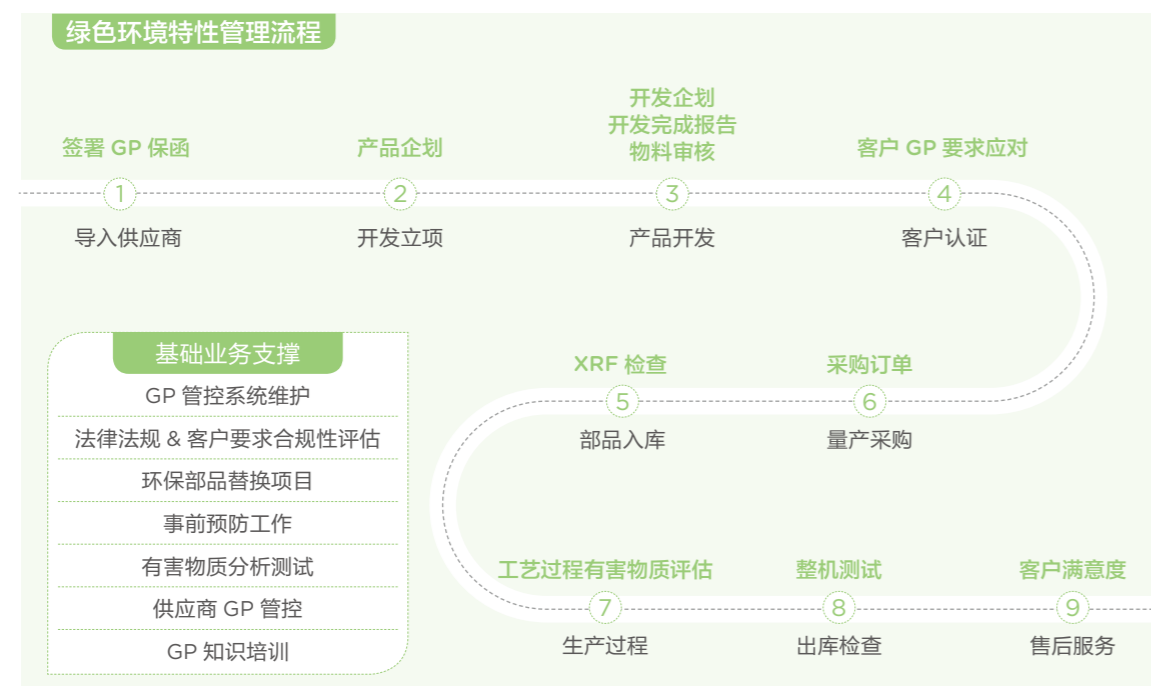 绿色环境特性管理流程
签署 GP 保函
1
导入供应商
产品企划
2
开发立项
开发企划
开发完成报告
物料审核
3
产品开发
客户 GP 要求应对
4
客户认证
XRF 检查
5
部品入库
采购订单
6
量产采购
工艺过程有害物质评估
7
生产过程
整机测试
8
出库检查
客户满意度
9
售后服务
基础业务支撑
GP 管控系统维护
法律法规 & 客户要求合规性评估
环保部品替换项目
事前预防工作
有害物质分析测试
供应商 GP 管控
GP 知识培训